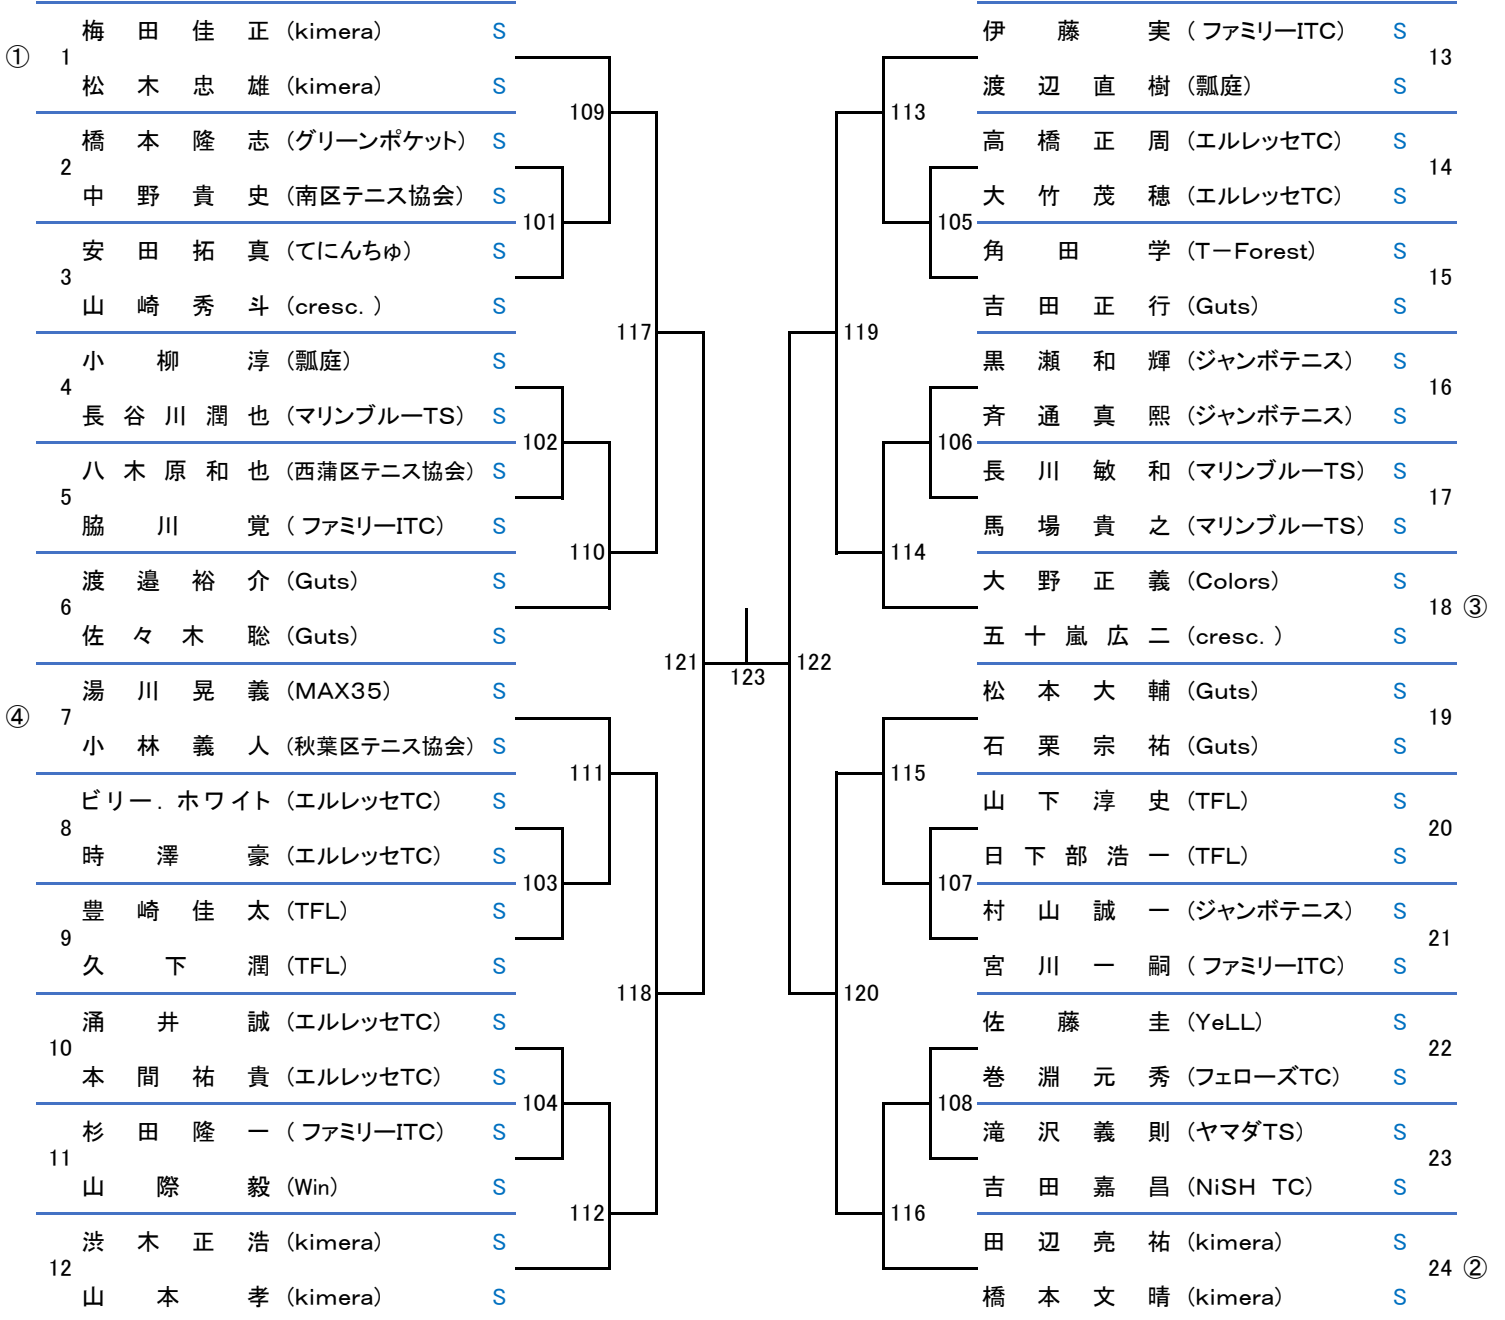 梅田佳正 (kimera) S
① 1
松木忠雄 (kimera) S
109
橋本隆志 (グリーンポケット) S
2
中野貴史 (南区テニス協会) S
101
安田拓真 (てにんちゅ) S
3
山崎秀斗 (cresc.) S
117
小柳淳 (瓢庭) S
4
長谷川潤也 (マリンブルーTS) S
102
八木原和也 (西蒲区テニス協会) S
5
脇川覚 (ファミリーITC) S
110
渡邉裕介 (Guts) S
6
佐々木聡 (Guts) S
121
湯川晃義 (MAX35) S
④ 7
小林義人 (秋葉区テニス協会) S
111
ビリー.ホワイト (エルレッセTC) S
8
時澤豪 (エルレッセTC) S
103
豊崎佳太 (TFL) S
9
久下潤 (TFL) S
118
涌井誠 (エルレッセTC) S
10
本間祐貴 (エルレッセTC) S
104
杉田隆一 (ファミリーITC) S
11
山際毅 (Win) S
112
渋木正浩 (kimera) S
12
山本孝 (kimera) S
123
伊藤実 (ファミリーITC) S
13
渡辺直樹 (瓢庭) S
113
高橋正周 (エルレッセTC) S
14
大竹茂穂 (エルレッセTC) S
105
角田学 (T−Forest) S
15
吉田正行 (Guts) S
119
黒瀬和輝 (ジャンボテニス) S
16
斉通真熙 (ジャンボテニス) S
106
長川敏和 (マリンブルーTS) S
17
馬場貴之 (マリンブルーTS) S
114
大野正義 (Colors) S
18 ③
五十嵐広二 (cresc.) S
122
松本大輔 (Guts) S
19
石栗宗祐 (Guts) S
115
山下淳史 (TFL) S
20
日下部浩一 (TFL) S
107
村山誠一 (ジャンボテニス) S
21
宮川一嗣 (ファミリーITC) S
120
佐藤圭 (YeLL) S
22
巻淵元秀 (フェローズTC) S
108
滝沢義則 (ヤマダTS) S
23
吉田嘉昌 (NiSH TC) S
116
田辺亮祐 (kimera) S
24 ②
橋本文晴 (kimera) S